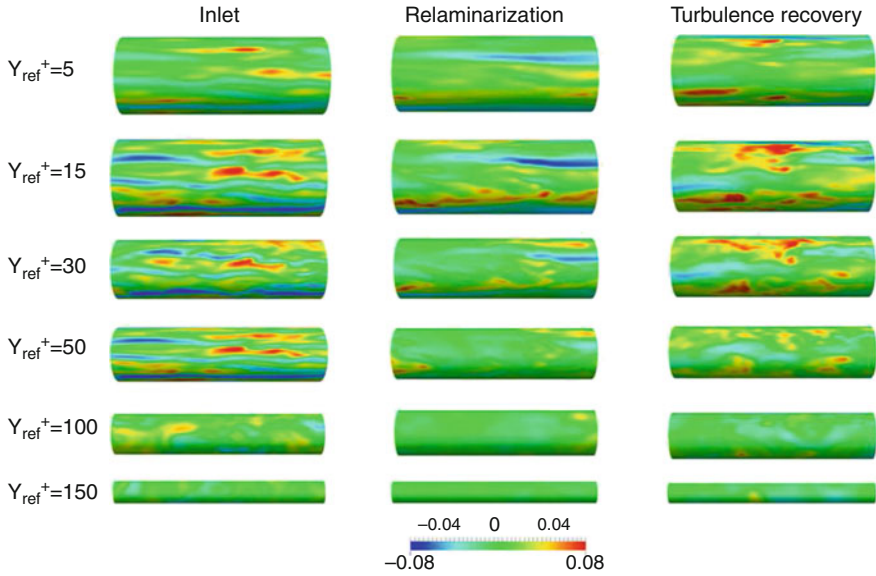 Inlet Relaminarization Turbulence recovery
Yref+=5
Yref+=15
Yref+=30
Yref+=50
Yref+=100
Yref+=150
−0.04 0 0.04
−0.08 0.08